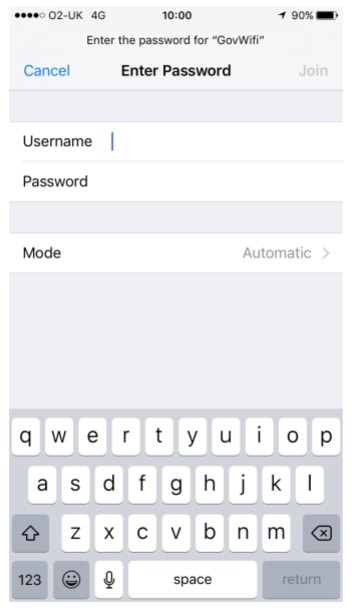 O2-UK 4G 10:00 90%
Enter the password for “GovWifi”
Cancel Enter Password Join
Username
Password
Mode Automatic
q w e r t y u i o p
a s d f g h j k l
z x c v b n m
123 space return